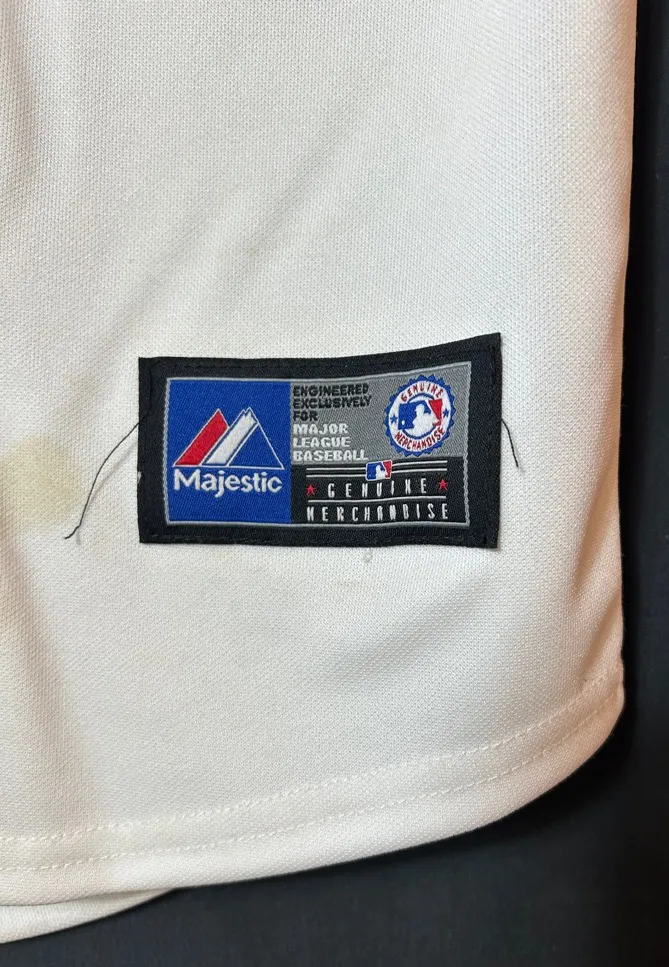 Majestic
ENGINEERED
EXCLUSIVELY
FOR
MAJOR
LEAGUE
BASEBALL
GENUINE
MERCHANDISE
GENUINE
MERCHANDISE